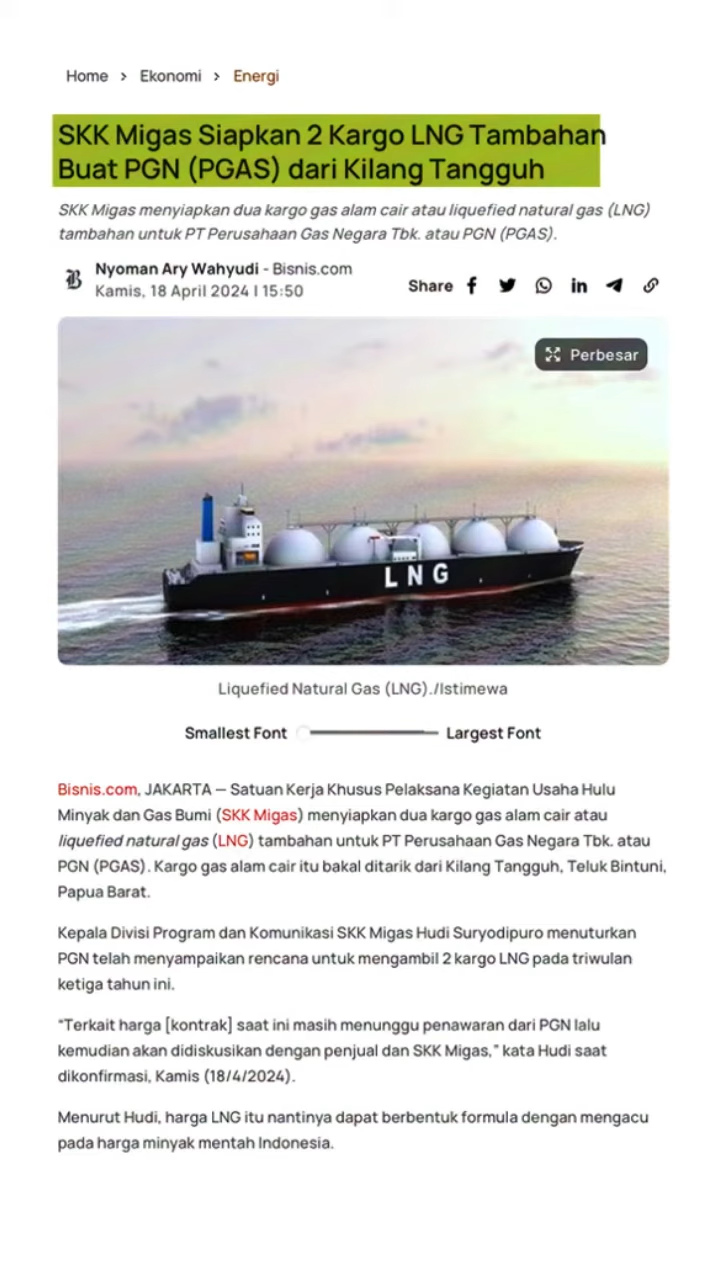 Home > Ekonomi > Energi
SKK Migas Siapkan 2 Kargo LNG Tambahan
Buat PGN (PGAS) dari Kilang Tangguh
SKK Migas menyiapkan dua kargo gas alam cair atau liquefied natural gas (LNG)
tambahan untuk PT Perusahaan Gas Negara Tbk. atau PGN (PGAS).
Nyoman Ary Wahyudi - Bisnis.com
Kamis, 18 April 2024 | 15:50
Share
Perbesar
LNG
Liquefied Natural Gas (LNG)./Istimewa
Smallest Font
Largest Font
Bisnis.com, JAKARTA — Satuan Kerja Khusus Pelaksana Kegiatan Usaha Hulu
Minyak dan Gas Bumi (SKK Migas) menyiapkan dua kargo gas alam cair atau
liquefied natural gas (LNG) tambahan untuk PT Perusahaan Gas Negara Tbk. atau
PGN (PGAS). Kargo gas alam cair itu bakal ditarik dari Kilang Tangguh, Teluk Bintuni,
Papua Barat.
Kepala Divisi Program dan Komunikasi SKK Migas Hudi Suryodipuro menuturkan
PGN telah menyampaikan rencana untuk mengambil 2 kargo LNG pada triwulan
ketiga tahun ini.
“Terkait harga [kontrak] saat ini masih menunggu penawaran dari PGN lalu
kemudian akan didiskusikan dengan penjual dan SKK Migas,” kata Hudi saat
dikonfirmasi, Kamis (18/4/2024).
Menurut Hudi, harga LNG itu nantinya dapat berbentuk formula dengan mengacu
pada harga minyak mentah Indonesia.